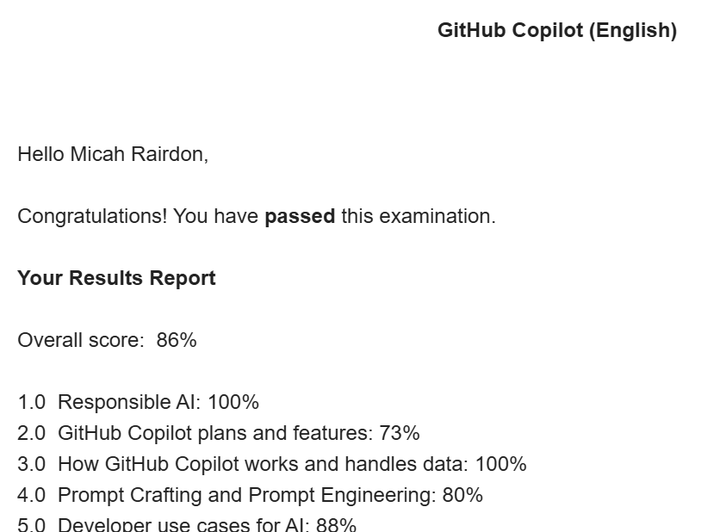 GitHub Copilot (English)
Hello Micah Rairdon,
Congratulations! You have passed this examination.
Your Results Report
Overall score:  86%
1.0  Responsible AI: 100%
2.0  GitHub Copilot plans and features: 73%
3.0  How GitHub Copilot works and handles data: 100%
4.0  Prompt Crafting and Prompt Engineering: 80%
5.0  Developer use cases for AI: 88%